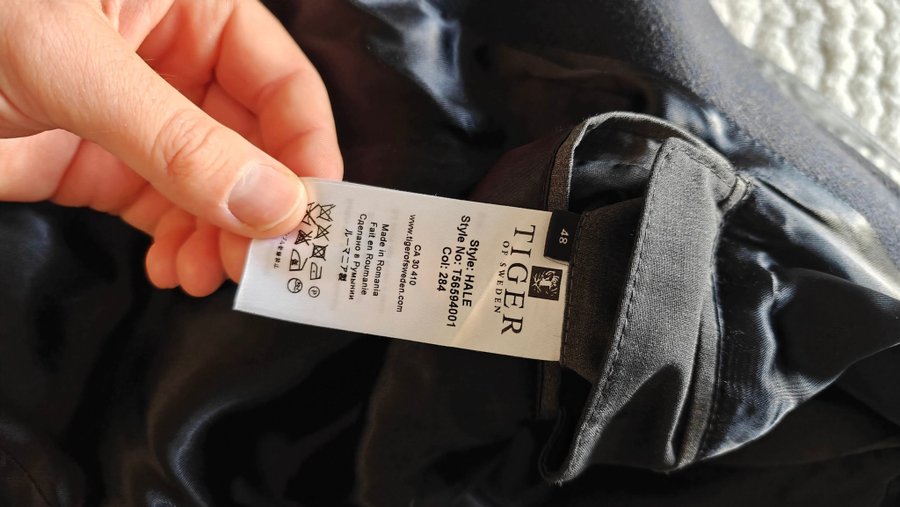 48
TIGER
OF SWEDEN
Style: HALE
Style No: T56594001
Col: 284
CA 30 410
www.tigerofsweden.com
Made in Romania
Fait en Roumanie
Сделано в Румынии
ルーマニア製